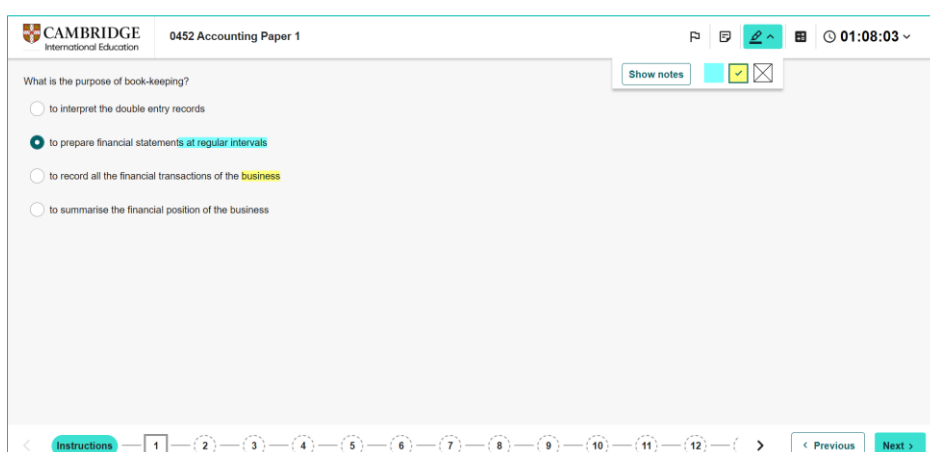 CAMBRIDGE
International Education
0452 Accounting Paper 1
01:08:03
Show notes
What is the purpose of book-keeping?
to interpret the double entry records
to prepare financial statements at regular intervals
to record all the financial transactions of the business
to summarise the financial position of the business
Instructions 1 2 3 4 5 6 7 8 9 10 11 12 Previous Next